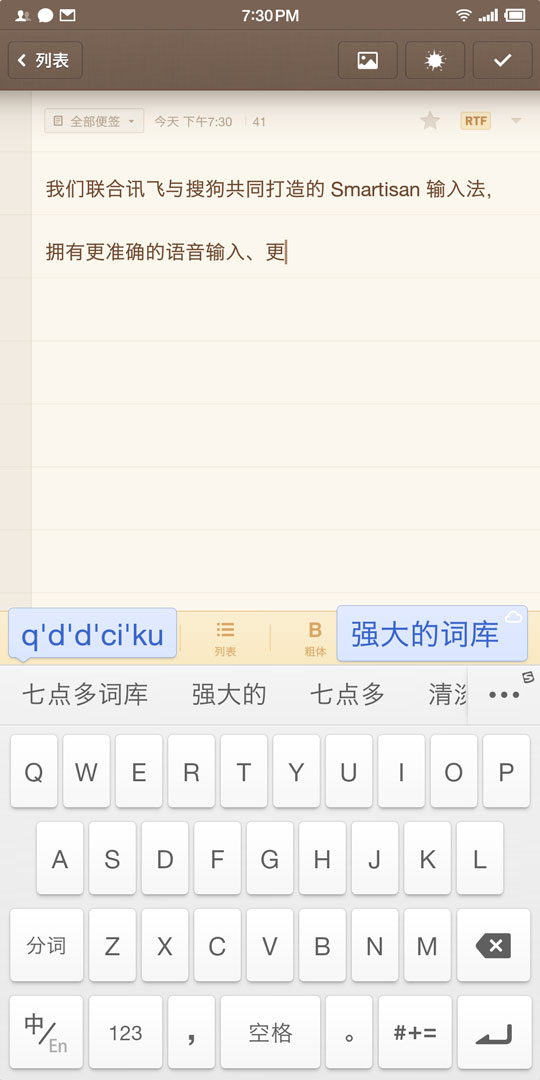 7:30 PM
列表
全部便签 今天 下午7:30 41 RTF
我们联合讯飞与搜狗共同打造的 Smartisan 输入法，
拥有更准确的语音输入、更
q'd'd'ci'ku 列表 B 粗体 强大的词库
七点多词库 强大的 七点多 清淡 •••
Q W E R T Y U I O P
A S D F G H J K L
分词 Z X C V B N M
中/En 123 ， 空格 。 #+=